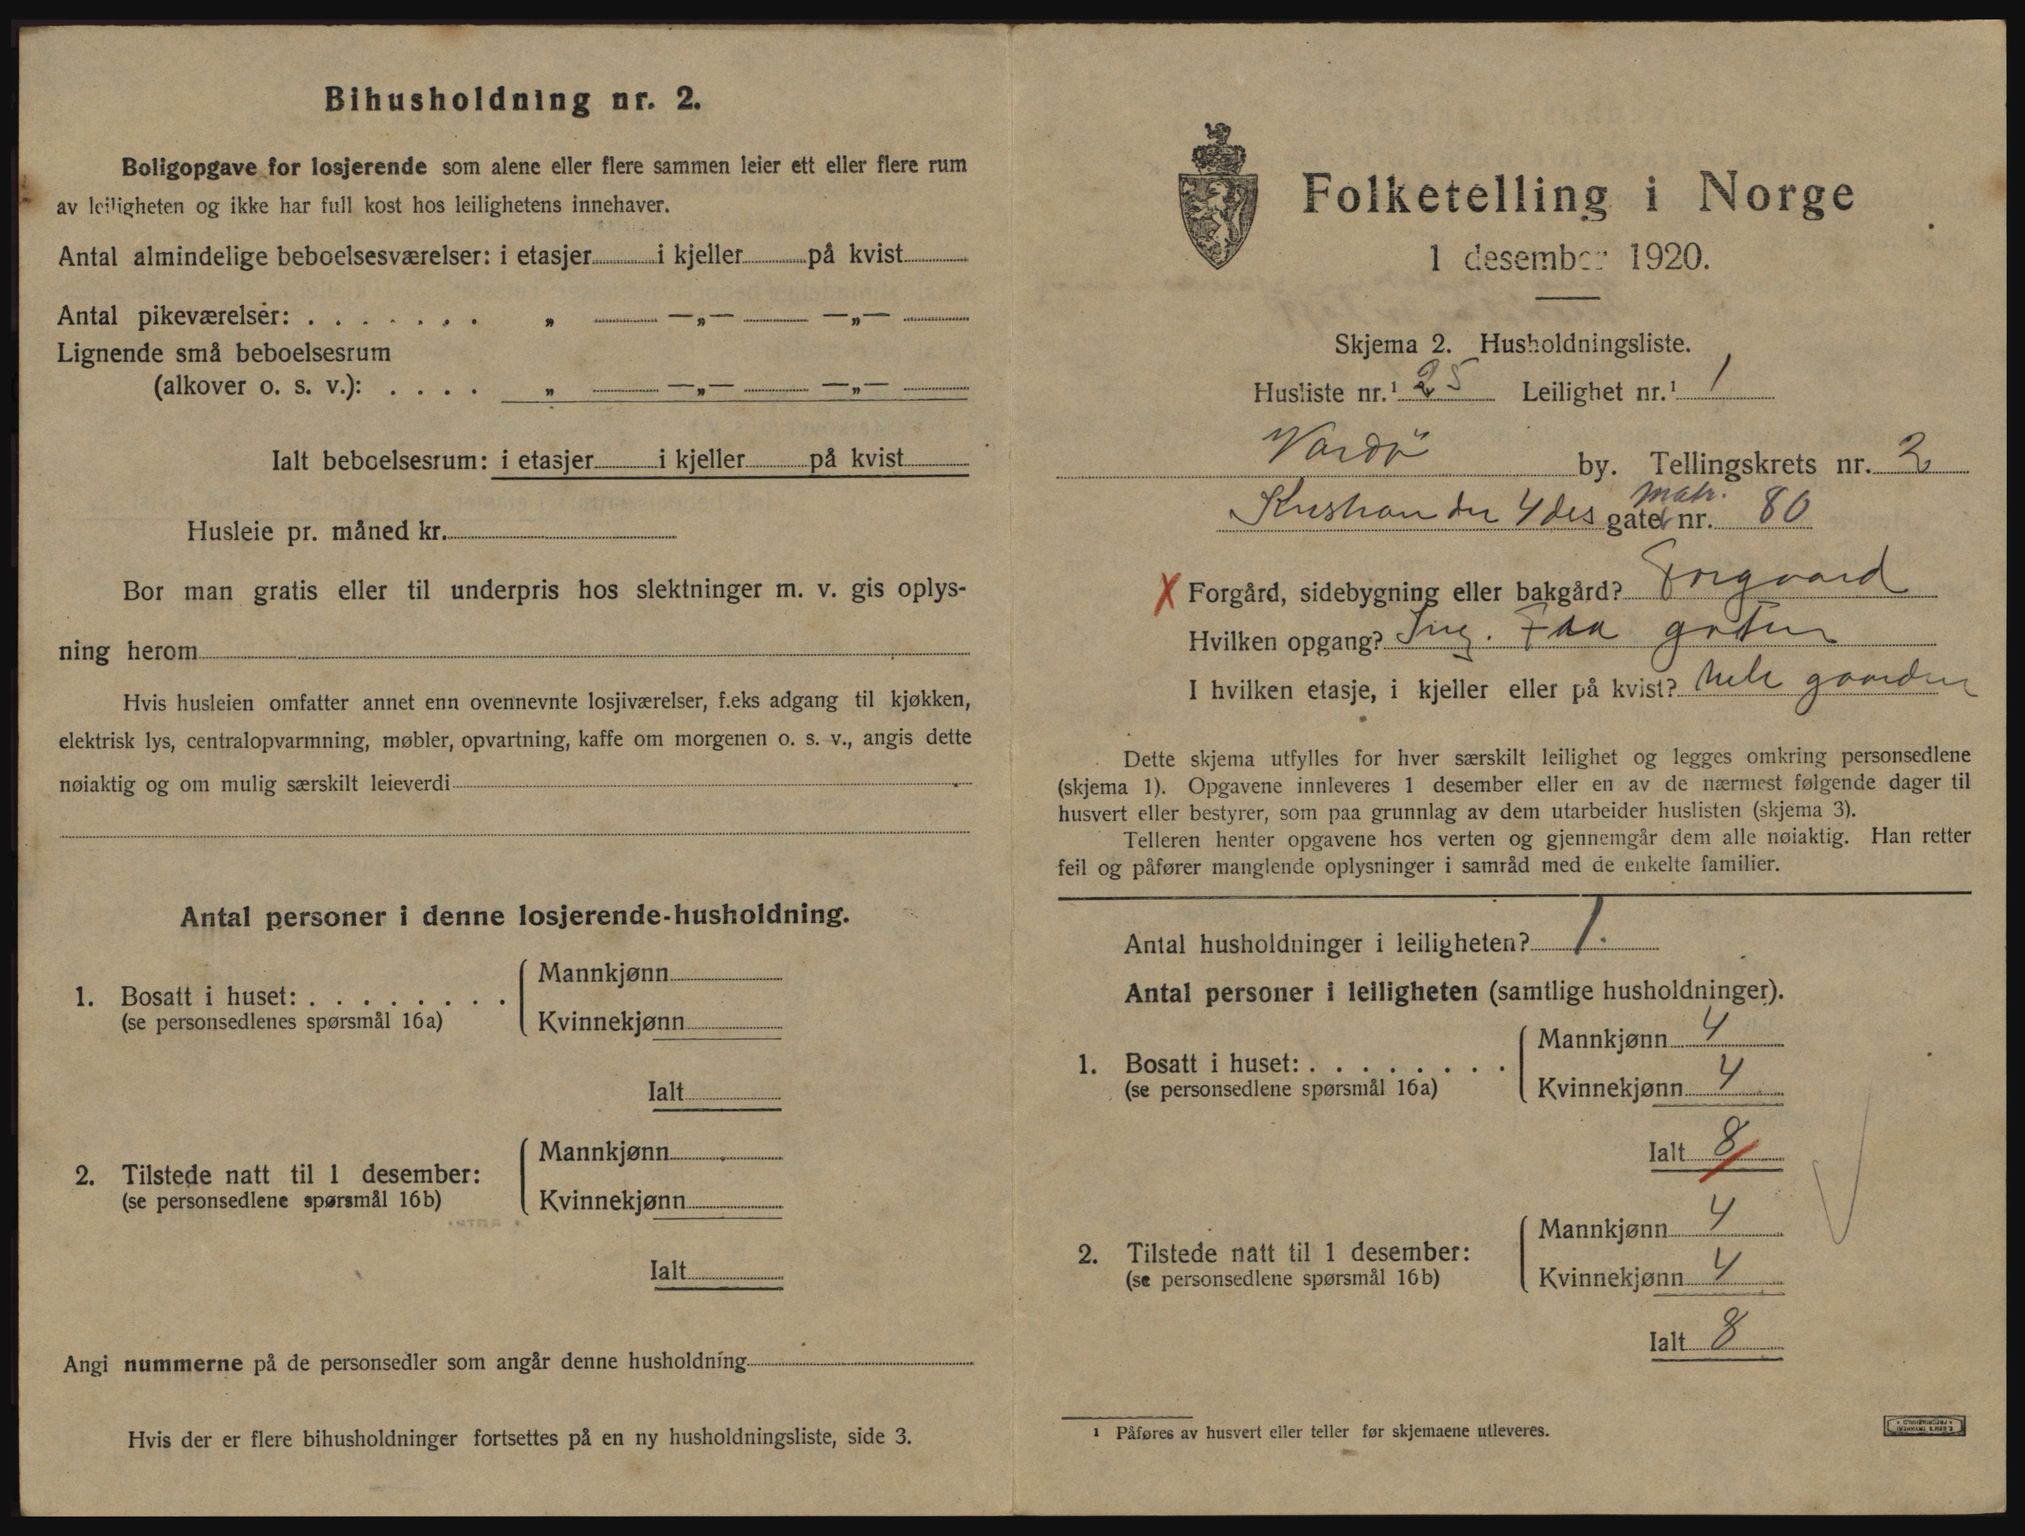 Bihusholdning nr. 2.
Boligopgave for losjerende som alene eller flere sammen leier ett eller flere rum
av leiligheten og ikke har full kost hos leilighetens innehaver.
Antal almindelige beboelsesværelser: i etasjer i kjeller på kvist
Antal pikeværelser: . . . . . . . „ —„— —„—
Lignende små beboelsesrum
(alkover o. s. v.): . . . . „ —„— —„—
Ialt beboelsesrum: i etasjer i kjeller på kvist
Husleie pr. måned kr.
Bor man gratis eller til underpris hos slektninger m. v. gis oplys-
ning herom
Hvis husleien omfatter annet enn ovennevnte losjiværelser, f.eks adgang til kjøkken,
elektrisk lys, centralopvarmning, møbler, opvartning, kaffe om morgenen o. s. v., angis dette
nøiaktig og om mulig særskilt leieverdi
Antal personer i denne losjerende-husholdning.
Mannkjønn
1. Bosatt i huset: . . . . . . . .
(se personsedlenes spørsmål 16a)
Kvinnekjønn
Ialt
Mannkjønn
2. Tilstede natt til 1 desember:
(se personsedlene spørsmål 16b)
Kvinnekjønn
Ialt
Angi nummerne på de personsedler som angår denne husholdning
Hvis der er flere bihusholdninger fortsettes på en ny husholdningsliste, side 3.
Folketelling i Norge
1 desember 1920.
Skjema 2. Husholdningsliste.
Husliste nr.¹ 25 Leilighet nr.¹ 1
Vardø by. Tellingskrets nr. 2
Kristian den 4des gate matr. nr. 80
X Forgård, sidebygning eller bakgård? Forgaard
Hvilken opgang? Ing. Fra gaten
I hvilken etasje, i kjeller eller på kvist? hele gaarden
Dette skjema utfylles for hver særskilt leilighet og legges omkring personsedlene
(skjema 1). Opgavene innleveres 1 desember eller en av de nærmest følgende dager til
husvert eller bestyrer, som paa grunnlag av dem utarbeider huslisten (skjema 3).
Telleren henter opgavene hos verten og gjennemgår dem alle nøiaktig. Han retter
feil og påfører manglende oplysninger i samråd med de enkelte familier.
Antal husholdninger i leiligheten? 1.
Antal personer i leiligheten (samtlige husholdninger).
Mannkjønn 4
1. Bosatt i huset: . . . . . . . .
(se personsedlene spørsmål 16a)
Kvinnekjønn 4
Ialt 8
Mannkjønn 4
2. Tilstede natt til 1 desember:
(se personsedlene spørsmål 16b)
Kvinnekjønn 4
Ialt 8
¹ Påføres av husvert eller teller før skjemaene utleveres.